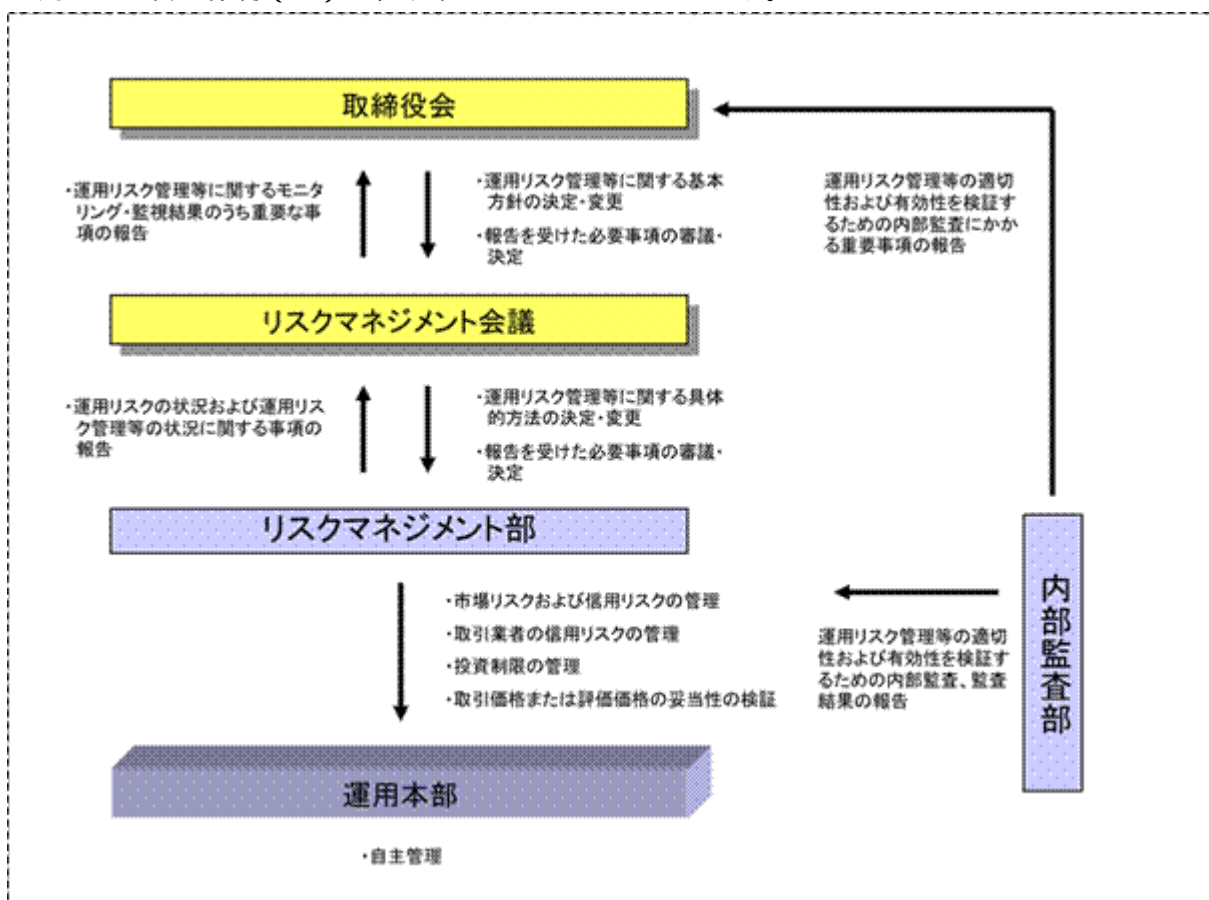 取締役会
・運用リスク管理等に関するモニタ
リング・監視結果のうち重要な事
項の報告
・運用リスク管理等に関する基本
方針の決定・変更
・報告を受けた必要事項の審議・
決定
運用リスク管理等の適切
性および有効性を検証す
るための内部監査にかか
る重要事項の報告
リスクマネジメント会議
・運用リスクの状況および運用リス
ク管理等の状況に関する事項の
報告
・運用リスク管理等に関する具体
的方法の決定・変更
・報告を受けた必要事項の審議・
決定
リスクマネジメント部
・市場リスクおよび信用リスクの管理
・取引業者の信用リスクの管理
・投資制限の管理
・取引価格または評価価格の妥当性の検証
運用リスク管理等の適切
性および有効性を検証す
るための内部監査、監査
結果の報告
内部監査部
運用本部
・自主管理